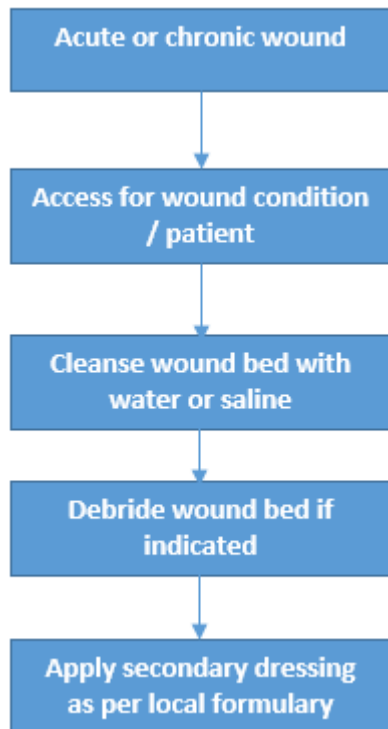 Acute or chronic wound
Access for wound condition
/ patient
Cleanse wound bed with
water or saline
Debride wound bed if
indicated
Apply secondary dressing
as per local formulary